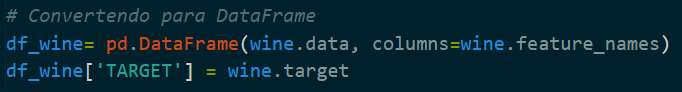 # Convertendo para DataFrame
df_wine= pd.DataFrame(wine.data, columns=wine.feature_names)
df_wine['TARGET'] = wine.target